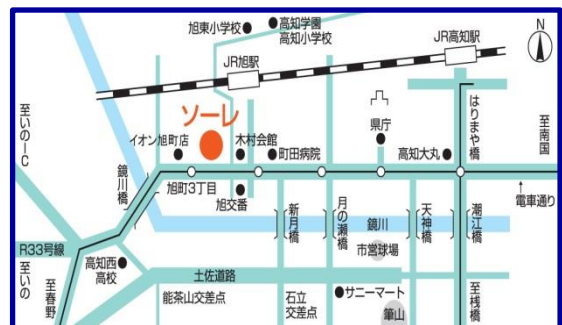 旭東小学校
高知学園
高知小学校
JR高知駅
N
JR旭駅
ソーレ
至いのIC
イオン旭町店
木村会館
町田病院
県庁
高知大丸
はりまや橋
至南国
鏡川橋
旭町3丁目
旭交番
電車通り
新月橋
月の瀬橋
鏡川
天神橋
潮江橋
市営球場
R33号線
至いの
至春野
高知西
高校
土佐道路
能茶山交差点
石立
交差点
サニーマート
筆山
至桟橋